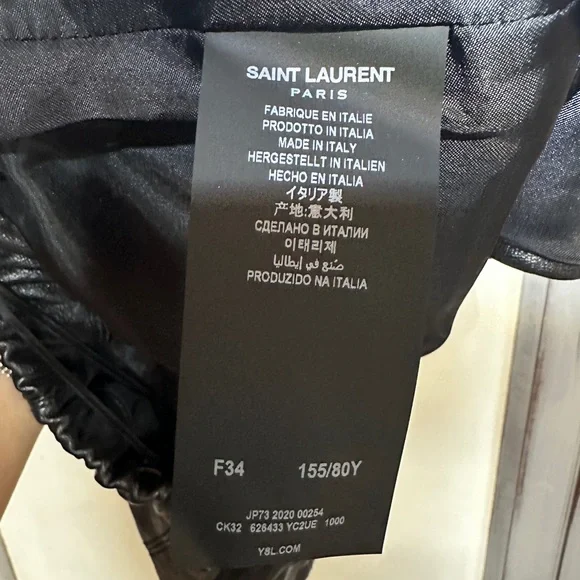 SAINT LAURENT
PARIS
FABRIQUE EN ITALIE
PRODOTTO IN ITALIA
MADE IN ITALY
HERGESTELLT IN ITALIEN
HECHO EN ITALIA
イタリア製
产地:意大利
СДЕЛАНО В ИТАЛИИ
이태리제
صنع في إيطاليا
PRODUZIDO NA ITALIA
F34 155/80Y
JP73 2020 00254
CK32 626433 YC2UE 1000
YSL.COM